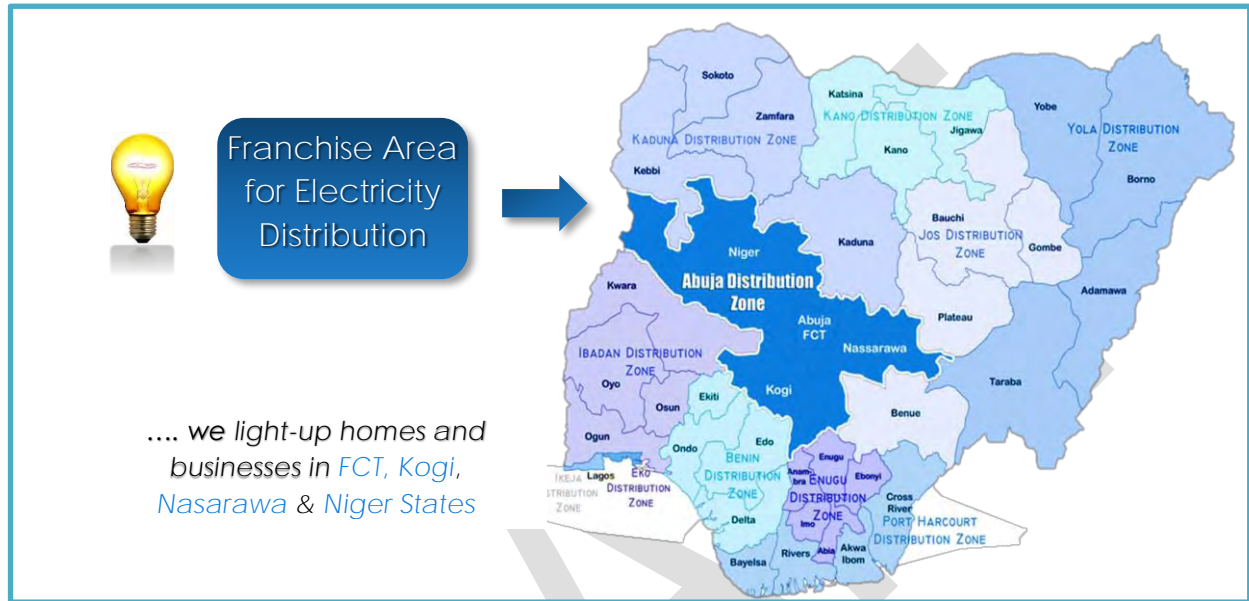 Franchise Area
for Electricity
Distribution
.... we light-up homes and
businesses in FCT, Kogi,
Nasarawa & Niger States
Sokoto
Zamfara
KADUNA DISTRIBUTION ZONE
Kebbi
Kaduna
Katsina
KANO DISTRIBUTION ZONE
Jigawa
Kano
Yobe
YOLA DISTRIBUTION
ZONE
Borno
Adamawa
Taraba
Bauchi
JOS DISTRIBUTION
ZONE
Gombe
Plateau
Benue
Niger
Abuja Distribution
Zone
Abuja
FCT
Nassarawa
Kogi
Kwara
IBADAN DISTRIBUTION
ZONE
Oyo
Osun
Ogun
Ekiti
Ondo
Edo
BENIN
DISTRIBUTION
ZONE
Delta
IKEJA
STRIBUTION
ZONE
Lagos
EKO
DISTRIBUTION
ZONE
Enugu
Anam-
bra
ENUGU
DISTRIBUTION
ZONE
Ebonyi
Imo
Abia
Cross
River
PORT HARCOURT
DISTRIBUTION ZONE
Akwa
Ibom
Rivers
Bayelsa